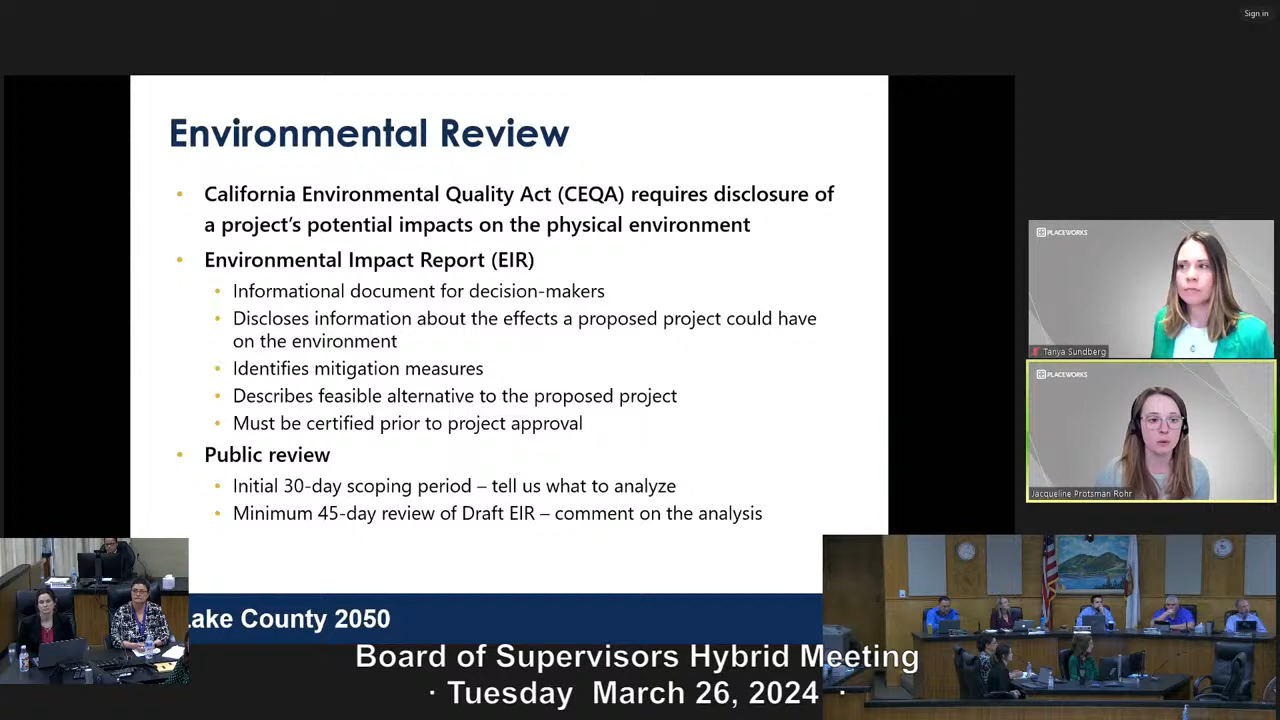 Sign in
Environmental Review
• California Environmental Quality Act (CEQA) requires disclosure of
a project's potential impacts on the physical environment
• Environmental Impact Report (EIR)
• Informational document for decision-makers
• Discloses information about the effects a proposed project could have
on the environment
• Identifies mitigation measures
• Describes feasible alternative to the proposed project
• Must be certified prior to project approval
• Public review
• Initial 30-day scoping period – tell us what to analyze
• Minimum 45-day review of Draft EIR – comment on the analysis
PLACEWORKS
Tanya Sundberg
PLACEWORKS
Jacqueline Protsman Rohr
ake County 2050
Board of Supervisors Hybrid Meeting
· Tuesday March 26, 2024 ·